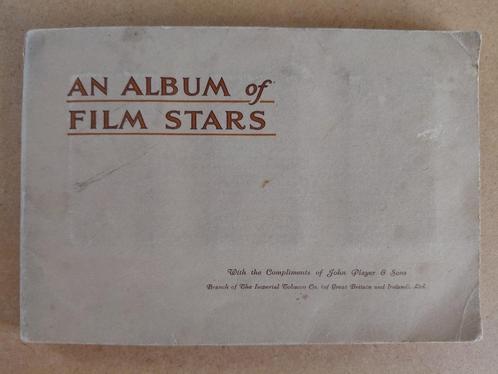 AN ALBUM of
FILM STARS
With the Compliments of John Player & Sons
Branch of The Imperial Tobacco Co. (of Great Britain and Ireland), Ltd.